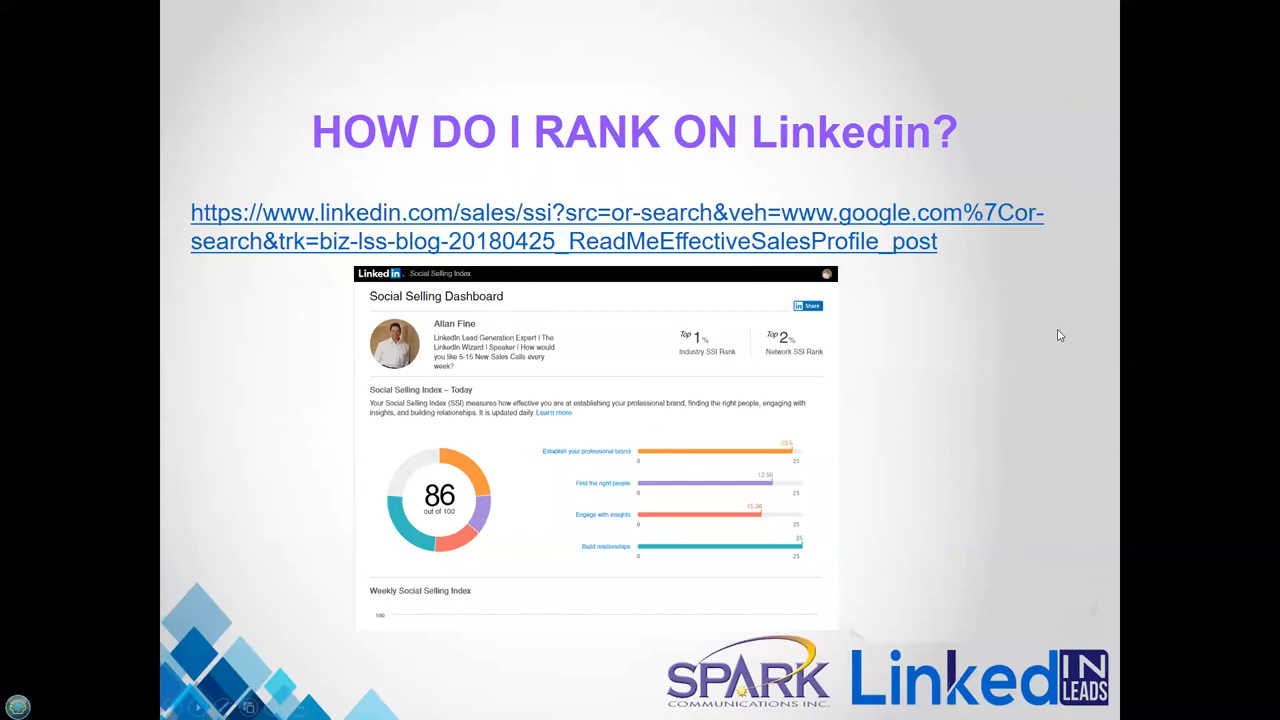 HOW DO I RANK ON Linkedin?
https://www.linkedin.com/sales/ssi?src=or-search&veh=www.google.com%7Cor-
search&trk=biz-lss-blog-20180425_ReadMeEffectiveSalesProfile_post
Linked in Social Selling Index
Social Selling Dashboard
in Share
Allan Fine
LinkedIn Lead Generation Expert I The
LinkedIn Wizard I Speaker I How would
you like 5-15 New Sales Calls every
week?
Top 1% Top 2%
Industry SSI Rank Network SSI Rank
Social Selling Index – Today
Your Social Selling Index (SSI) measures how effective you are at establishing your professional brand, finding the right people, engaging with
insights, and building relationships. It is updated daily. Learn more
86
out of 100
23.5
Establish your professional brand
0 25
Find the right people
0 25
15.36
Engage with insights
0 25
25
Build relationships
0 25
Weekly Social Selling Index
100
SPARK
COMMUNICATIONS INC.
Linked IN
LEADS